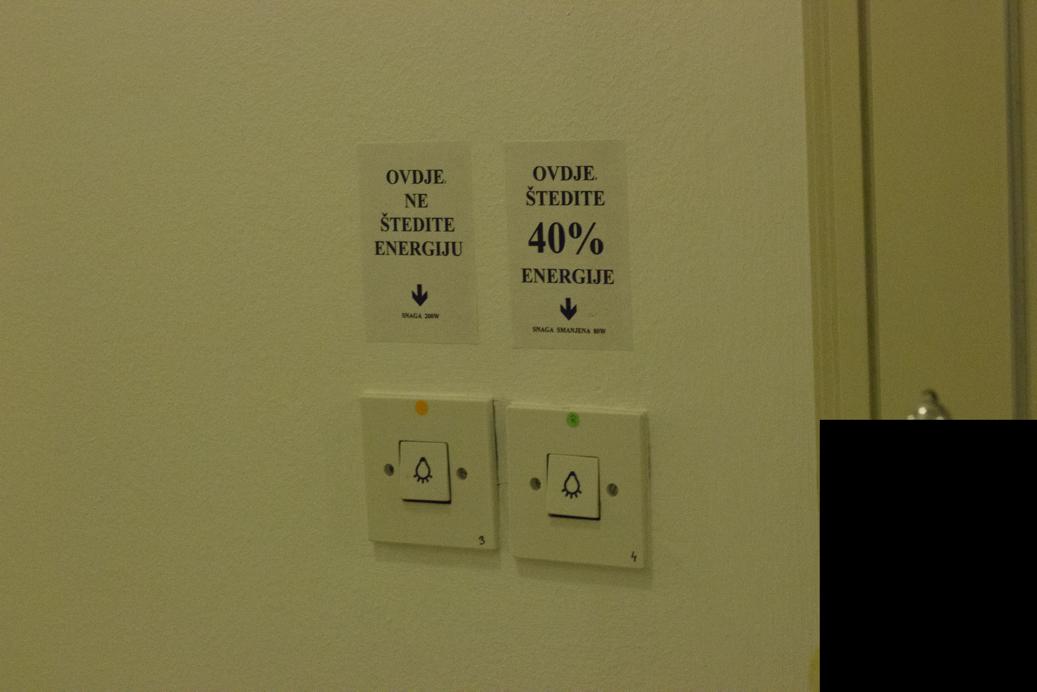 OVDJE
NE
ŠTEDITE
ENERGIJU
SNAGA 200W
OVDJE
ŠTEDITE
40%
ENERGIJE
SNAGA SMANJENA 80W
3
4